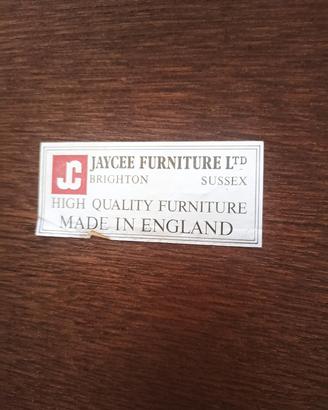 JC
JAYCEE FURNITURE LTD
BRIGHTON SUSSEX
HIGH QUALITY FURNITURE
MADE IN ENGLAND